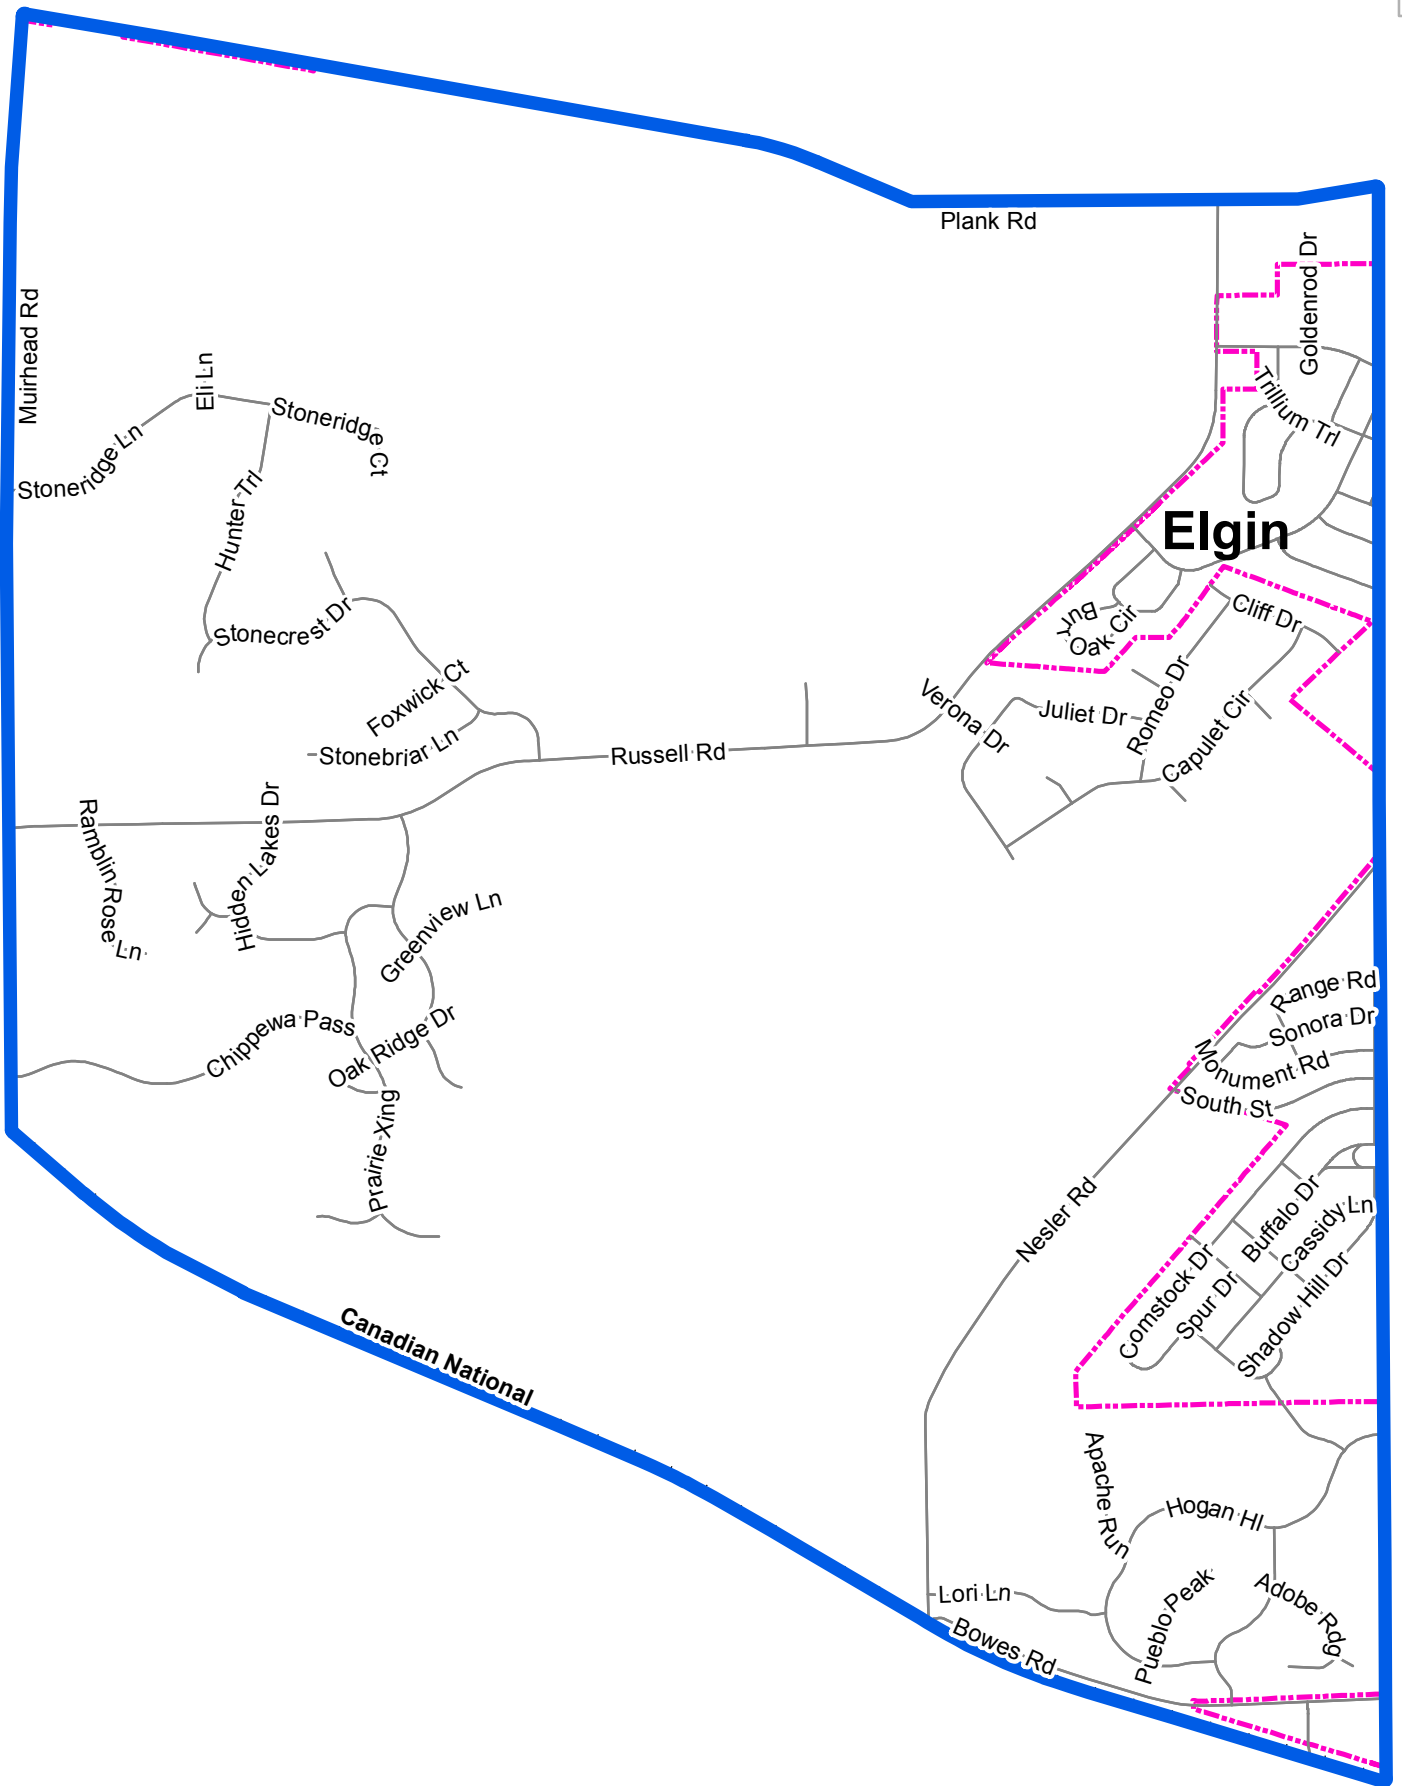 Plank Rd
Goldenrod Dr
Muirhead Rd
Eli Ln
Stoneridge Ct
Stoneridge Ln
Trillium Trl
Hunter Trl
Elgin
Stonecrest Dr
Burr Oak Cir
Cliff Dr
Foxwick Ct
Romeo Dr
Verona Dr
Juliet Dr
Capulet Cir
Stonebriar Ln
Russell Rd
Ramblin Rose Ln
Hidden Lakes Dr
Greenview Ln
Range Rd
Sonora Dr
Chippewa Pass
Oak Ridge Dr
Monument Rd
South St
Prairie Xing
Nesler Rd
Buffalo Dr
Cassidy Ln
Comstock Dr
Spur Dr
Shadow Hill Dr
Canadian National
Apache Run
Hogan Hl
Lori Ln
Pueblo Peak
Adobe Rdg
Bowes Rd